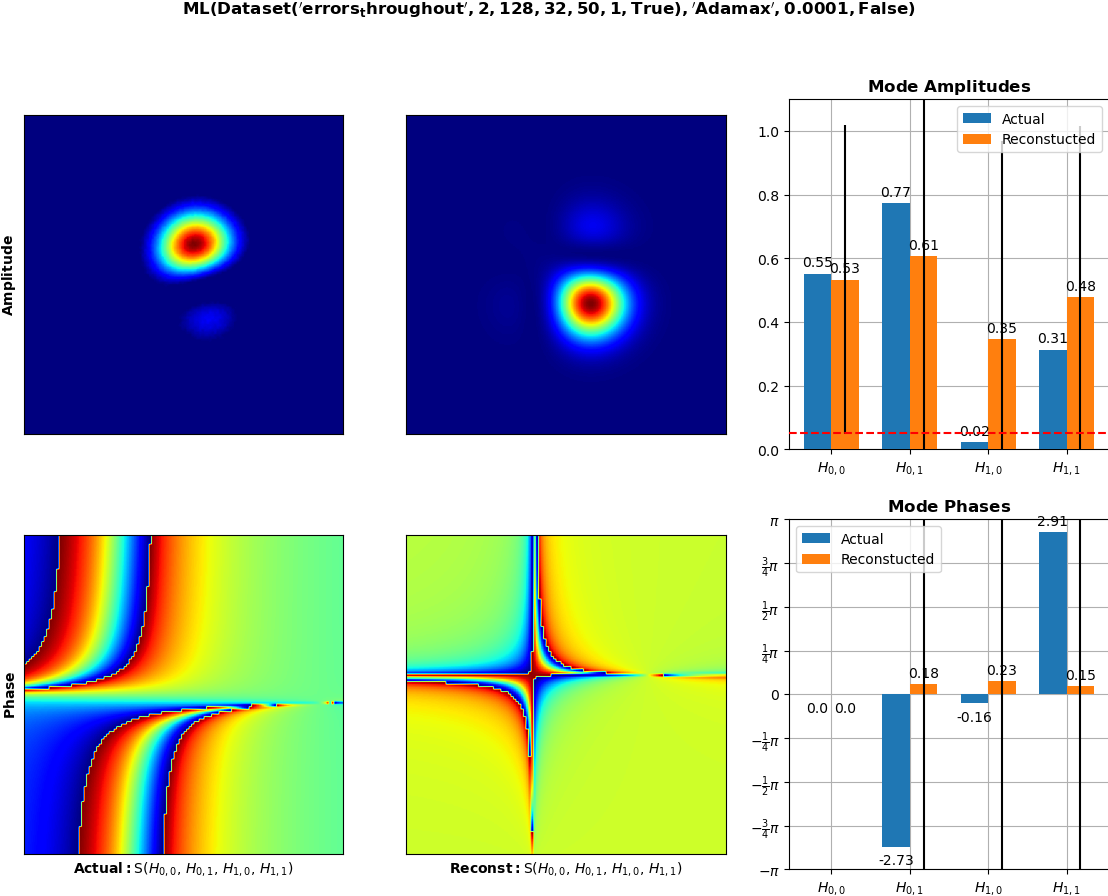 ML(Dataset('errors_throughout', 2, 128, 32, 50, 1, True), 'Adamax', 0.0001, False)
Mode Amplitudes
Amplitude
Actual
Reconstucted
1.0
0.8
0.6
0.4
0.2
0.0
0.55
0.53
0.77
0.61
0.02
0.35
0.31
0.48
H0,0
H0,1
H1,0
H1,1
Mode Phases
Phase
Actual
Reconstucted
π
3/4π
1/2π
1/4π
0
−1/4π
−1/2π
−3/4π
−π
0.0
0.0
-2.73
0.18
-0.16
0.23
2.91
0.15
H0,0
H0,1
H1,0
H1,1
Actual: S(H0,0, H0,1, H1,0, H1,1)
Reconst: S(H0,0, H0,1, H1,0, H1,1)